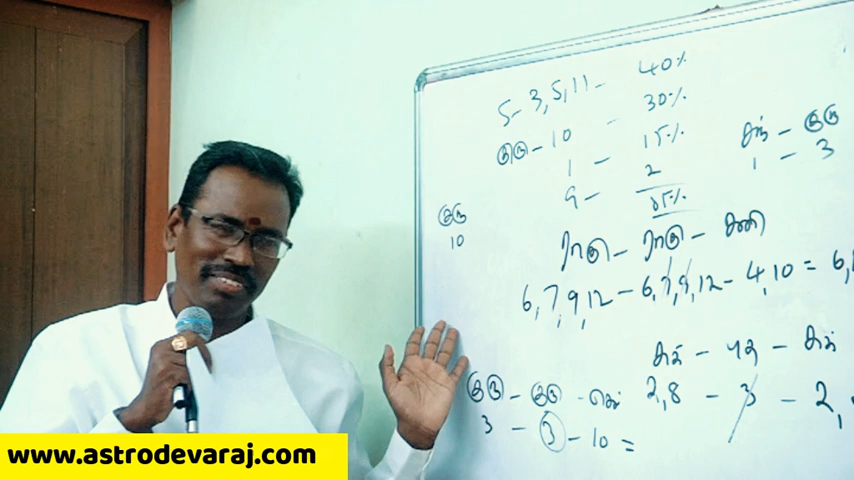 5 - 3, 5, 11 - 40%
குரு - 10 - 30%
1 - 15%
9 - 2
85%
சுக் - குரு
1 - 3
குரு
10
ராகு - ராகு - சனி
6, 7, 9, 12 - 6, 7, 9, 12 - 4, 10 = 6,
சுக் - புத - சுக்
2, 8 - 3 - 2,
குரு - குரு - செவ்
3 - 3 - 10 =
www.astrodevaraj.com